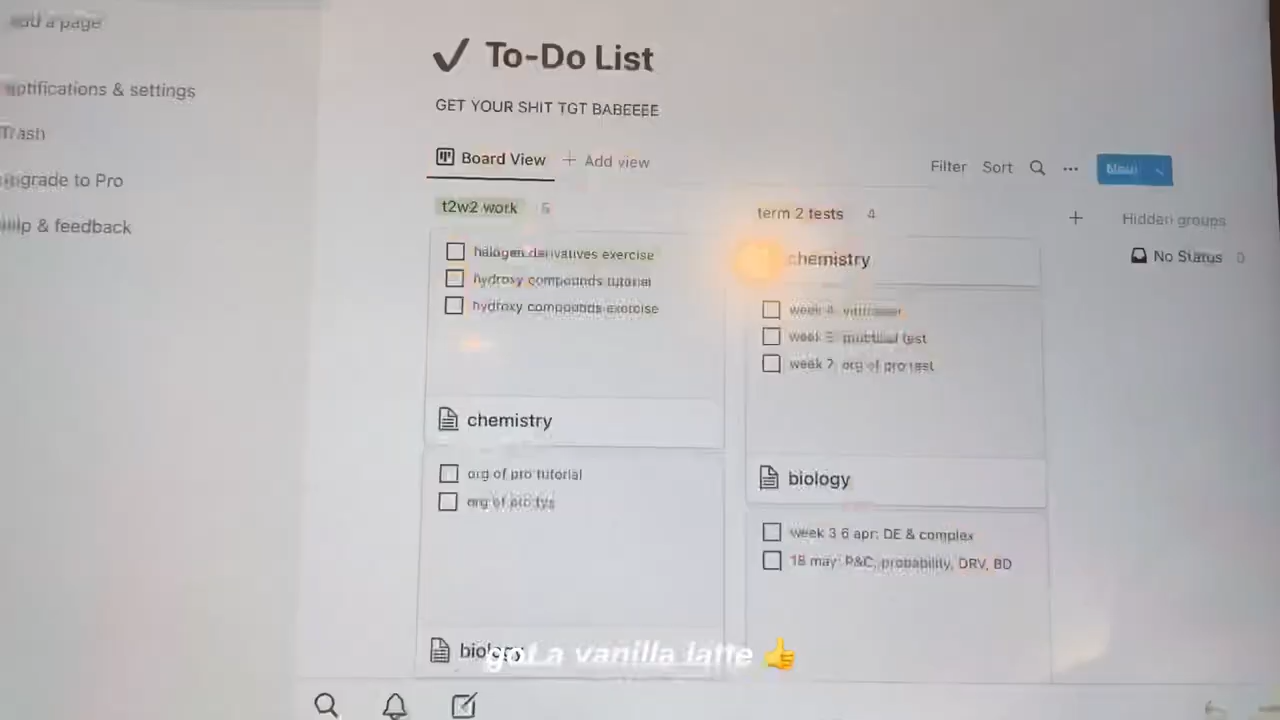 add a page
notifications & settings
Trash
upgrade to Pro
help & feedback
To-Do List
GET YOUR SHIT TGT BABEEEE
Board View
Add view
Filter
Sort
t2w2 work 5
halogen derivatives exercise
hydroxy compounds tutorial
hydroxy compounds exercise
chemistry
org of pro tutorial
org of pro
biology
term 2 tests 4
chemistry
week 4:
week 5: test
week 7: org of pro test
biology
week 3 6 apr: DE & complex
18 may: P&C, probability, DRV, BD
Hidden groups
No Status 0
got a vanilla latte 👍